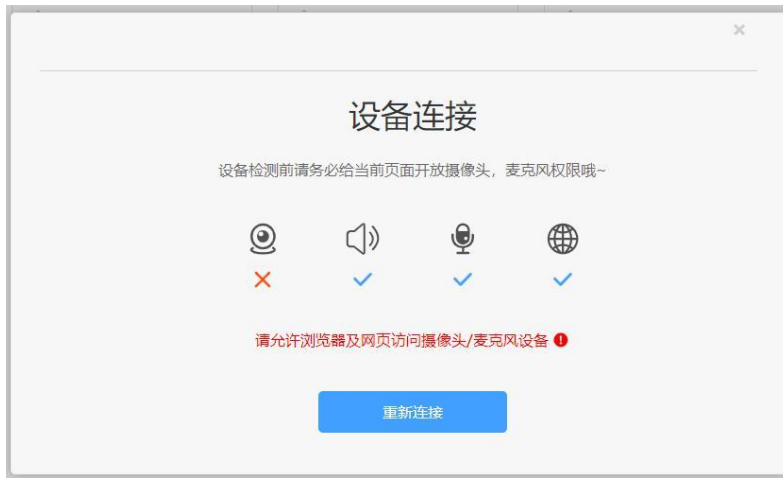 设备连接
设备检测前请务必给当前页面开放摄像头，麦克风权限哦~
请允许浏览器及网页访问摄像头/麦克风设备
重新连接